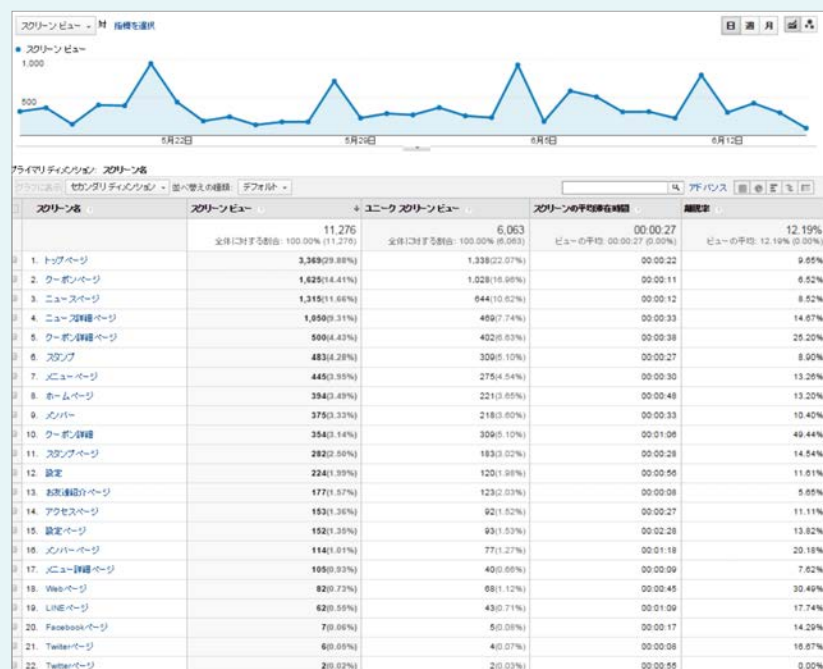 スクリーン ビュー 対 指標を選択 日 週 月
スクリーン ビュー
1,000
500
5月22日 5月29日 6月5日 6月12日
プライマリ ディメンション: スクリーン名
グラフに表示 セカンダリ ディメンション 並べ替えの種類: デフォルト アドバンス
スクリーン名 スクリーン ビュー ユニーク スクリーン ビュー スクリーンの平均滞在時間 離脱率
11,276 6,063 00:00:27 12.19%
全体に対する割合: 100.00% (11,276) 全体に対する割合: 100.00% (6,063) ビューの平均: 00:00:27 (0.00%) ビューの平均: 12.19% (0.00%)
1. トップページ 3,369(29.88%) 1,338(22.07%) 00:00:22 9.65%
2. クーポンページ 1,625(14.41%) 1,028(16.96%) 00:00:11 6.52%
3. ニュースページ 1,315(11.66%) 644(10.62%) 00:00:12 8.52%
4. ニュース詳細ページ 1,050(9.31%) 469(7.74%) 00:00:33 14.67%
5. クーポン詳細ページ 500(4.43%) 402(6.63%) 00:00:38 25.20%
6. スタンプ 483(4.28%) 309(5.10%) 00:00:27 8.90%
7. メニューページ 445(3.95%) 275(4.54%) 00:00:30 13.26%
8. ホームページ 394(3.49%) 221(3.65%) 00:00:48 13.20%
9. メンバー 375(3.33%) 218(3.60%) 00:00:33 10.40%
10. クーポン詳細 354(3.14%) 309(5.10%) 00:01:06 49.44%
11. スタンプページ 282(2.50%) 183(3.02%) 00:00:28 14.54%
12. 設定 224(1.99%) 120(1.98%) 00:00:56 11.61%
13. お友達紹介ページ 177(1.57%) 123(2.03%) 00:00:08 5.65%
14. アクセスページ 153(1.36%) 92(1.52%) 00:00:27 11.11%
15. 設定ページ 152(1.35%) 93(1.53%) 00:02:28 13.82%
16. メンバーページ 114(1.01%) 77(1.27%) 00:01:18 20.18%
17. メニュー詳細ページ 105(0.93%) 40(0.66%) 00:00:09 7.62%
18. Webページ 82(0.73%) 68(1.12%) 00:00:45 30.49%
19. LINEページ 62(0.55%) 43(0.71%) 00:01:09 17.74%
20. Facebookページ 7(0.06%) 5(0.08%) 00:00:17 14.29%
21. Twiterページ 6(0.05%) 4(0.07%) 00:00:08 16.67%
22. Twitterページ 2(0.02%) 2(0.03%) 00:00:55 0.00%